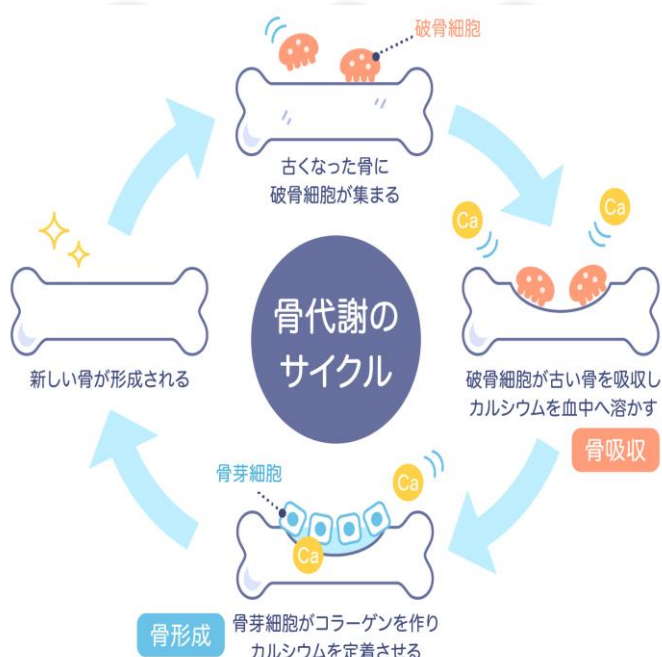 破骨細胞
古くなった骨に
破骨細胞が集まる
Ca
Ca
破骨細胞が古い骨を吸収し
カルシウムを血中へ溶かす
骨吸収
骨代謝の
サイクル
新しい骨が形成される
骨芽細胞
Ca
Ca
骨形成
骨芽細胞がコラーゲンを作り
カルシウムを定着させる